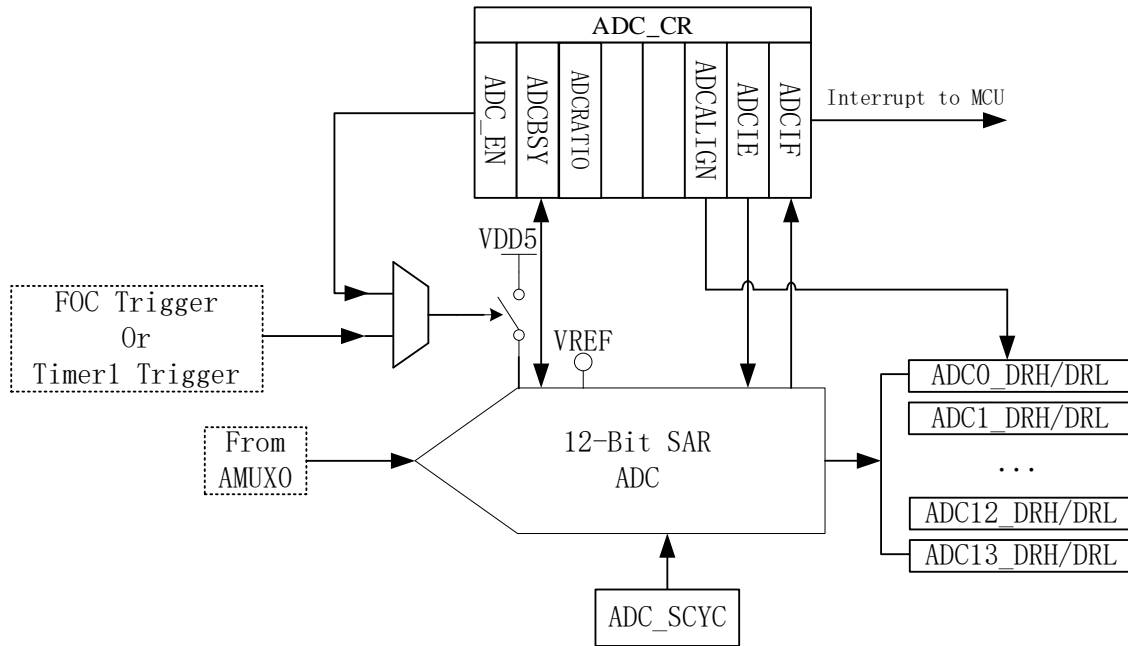 ADC_CR
ADC_EN
ADCBSY
ADCRATIO
ADCALIGN
ADCIE
ADCIF
Interrupt to MCU
VDD5
FOC Trigger
Or
Timer1 Trigger
VREF
From
AMUX0
12-Bit SAR
ADC
ADC0_DRH/DRL
ADC1_DRH/DRL
...
ADC12_DRH/DRL
ADC13_DRH/DRL
ADC_SCYC